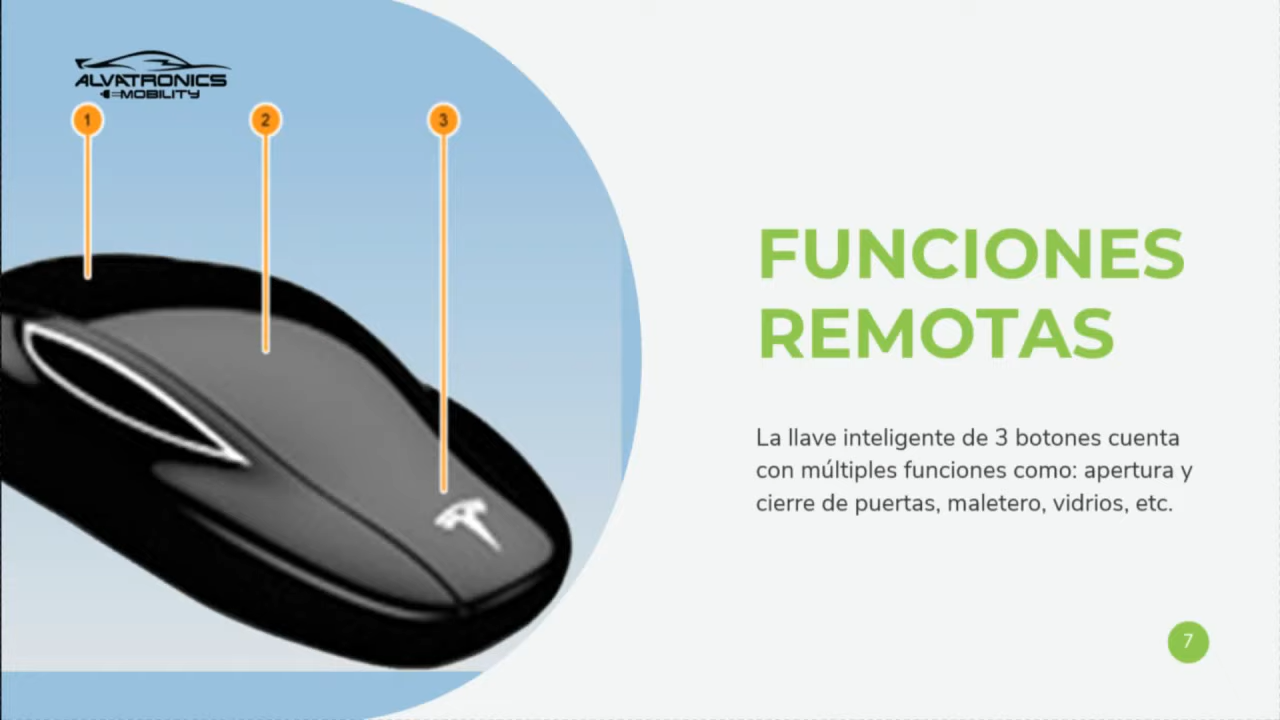 ALVATRONICS
MOBILITY
1 2 3
FUNCIONES
REMOTAS
La llave inteligente de 3 botones cuenta
con múltiples funciones como: apertura y
cierre de puertas, maletero, vidrios, etc.
7